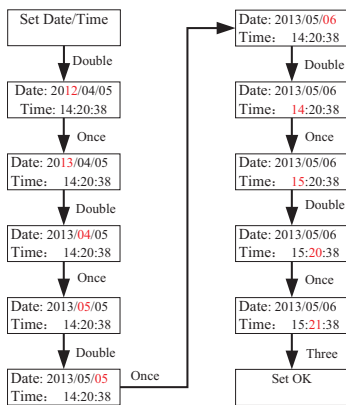 Set Date/Time
Double
Date: 2012/04/05
Time: 14:20:38
Once
Date: 2013/04/05
Time: 14:20:38
Double
Date: 2013/04/05
Time: 14:20:38
Once
Date: 2013/05/05
Time: 14:20:38
Double
Date: 2013/05/05
Time: 14:20:38
Once
Date: 2013/05/06
Time: 14:20:38
Double
Date: 2013/05/06
Time: 14:20:38
Once
Date: 2013/05/06
Time: 15:20:38
Double
Date: 2013/05/06
Time: 15:20:38
Once
Date: 2013/05/06
Time: 15:21:38
Three
Set OK